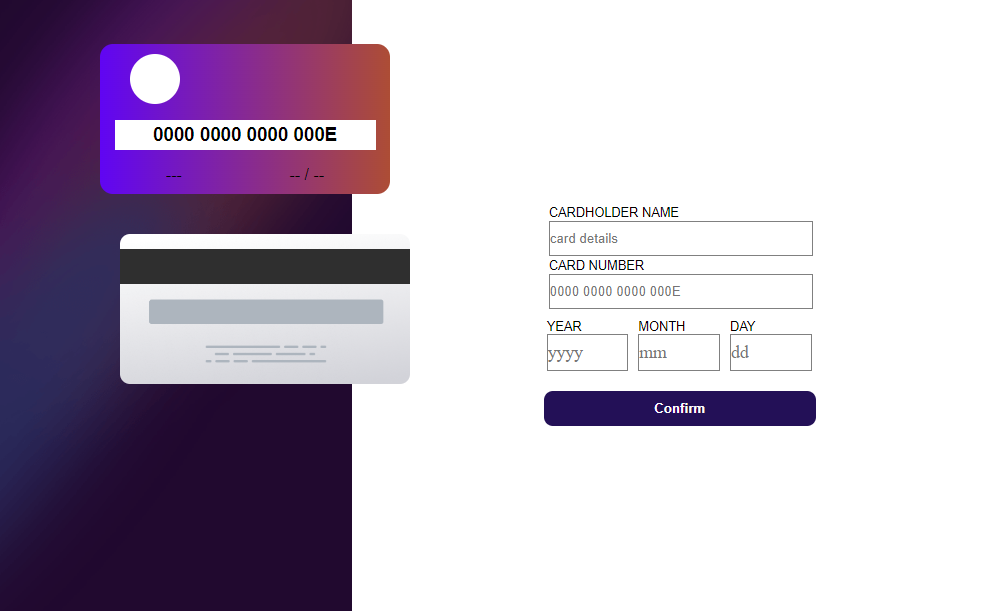 0000 0000 0000 000E
--- -- / --
CARDHOLDER NAME
card details
CARD NUMBER
0000 0000 0000 000E
YEAR MONTH DAY
yyyy mm dd
Confirm